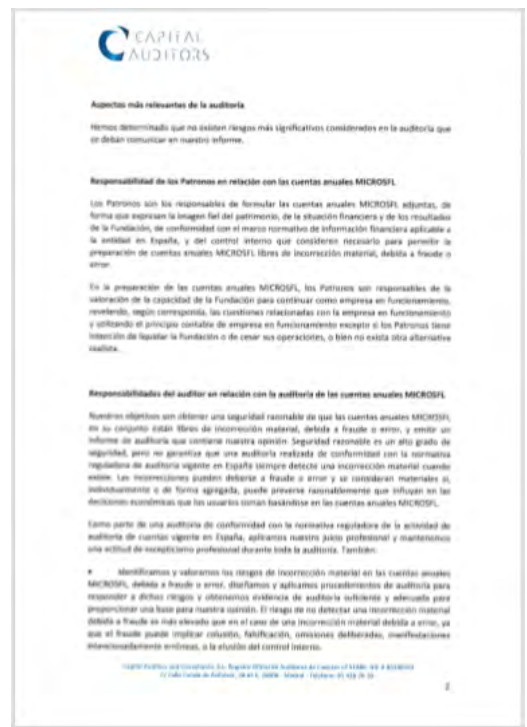 CAPITAL
AUDITORS
Aspectos más relevantes de la auditoría
Hemos determinado que no existen riesgos más significativos considerados en la auditoría que
se deban comunicar en nuestro informe.
Responsabilidad de los Patronos en relación con las cuentas anuales MICROSFL
Los Patronos son los responsables de formular las cuentas anuales MICROSFL adjuntas, de
forma que expresan la imagen fiel del patrimonio, de la situación financiera y de los resultados
de la Fundación, de conformidad con el marco normativo de información financiera aplicable a
la entidad en España, y del control interno que consideren necesario para permitir la
preparación de cuentas anuales MICROSFL libres de incorrección material, debida a fraude o
error.
En la preparación de las cuentas anuales MICROSFL, los Patronos son responsables de la
valoración de la capacidad de la Fundación para continuar como empresa en funcionamiento,
revelando, según corresponda, las cuestiones relacionadas con la empresa en funcionamiento
y utilizando el principio contable de empresa en funcionamiento excepto si los Patronos tiene
intención de liquidar la Fundación o de cesar sus operaciones, o bien no exista otra alternativa
realista.
Responsabilidades del auditor en relación con la auditoría de las cuentas anuales MICROSFL
Nuestros objetivos son obtener una seguridad razonable de que las cuentas anuales MICROSFL
en su conjunto están libres de incorrección material, debida a fraude o error, y emitir un
informe de auditoría que contiene nuestra opinión. Seguridad razonable es un alto grado de
seguridad, pero no garantiza que una auditoría realizada de conformidad con la normativa
reguladora de auditoría vigente en España siempre detecte una incorrección material cuando
existe. Las incorrecciones pueden deberse a fraude o error y se consideran materiales si,
individualmente o de forma agregada, puede preverse razonablemente que influyan en las
decisiones económicas que los usuarios toman basándose en las cuentas anuales MICROSFL.
Como parte de una auditoría de conformidad con la normativa reguladora de la actividad de
auditoría de cuentas vigente en España, aplicamos nuestro juicio profesional y mantenemos
una actitud de escepticismo profesional durante toda la auditoría. También:
• Identificamos y valoramos los riesgos de incorrección material en las cuentas anuales
MICROSFL, debida a fraude o error, diseñamos y aplicamos procedimientos de auditoría para
responder a dichos riesgos y obtenemos evidencia de auditoría suficiente y adecuada para
proporcionar una base para nuestra opinión. El riesgo de no detectar una incorrección material
debida a fraude es más elevado que en el caso de una incorrección material debida a error, ya
que el fraude puede implicar colusión, falsificación, omisiones deliberadas, manifestaciones
intencionadamente erróneas, o la elusión del control interno.
Capital Auditors and Consultants, S.L. Registro Oficial de Auditores de Cuentas
Madrid
2